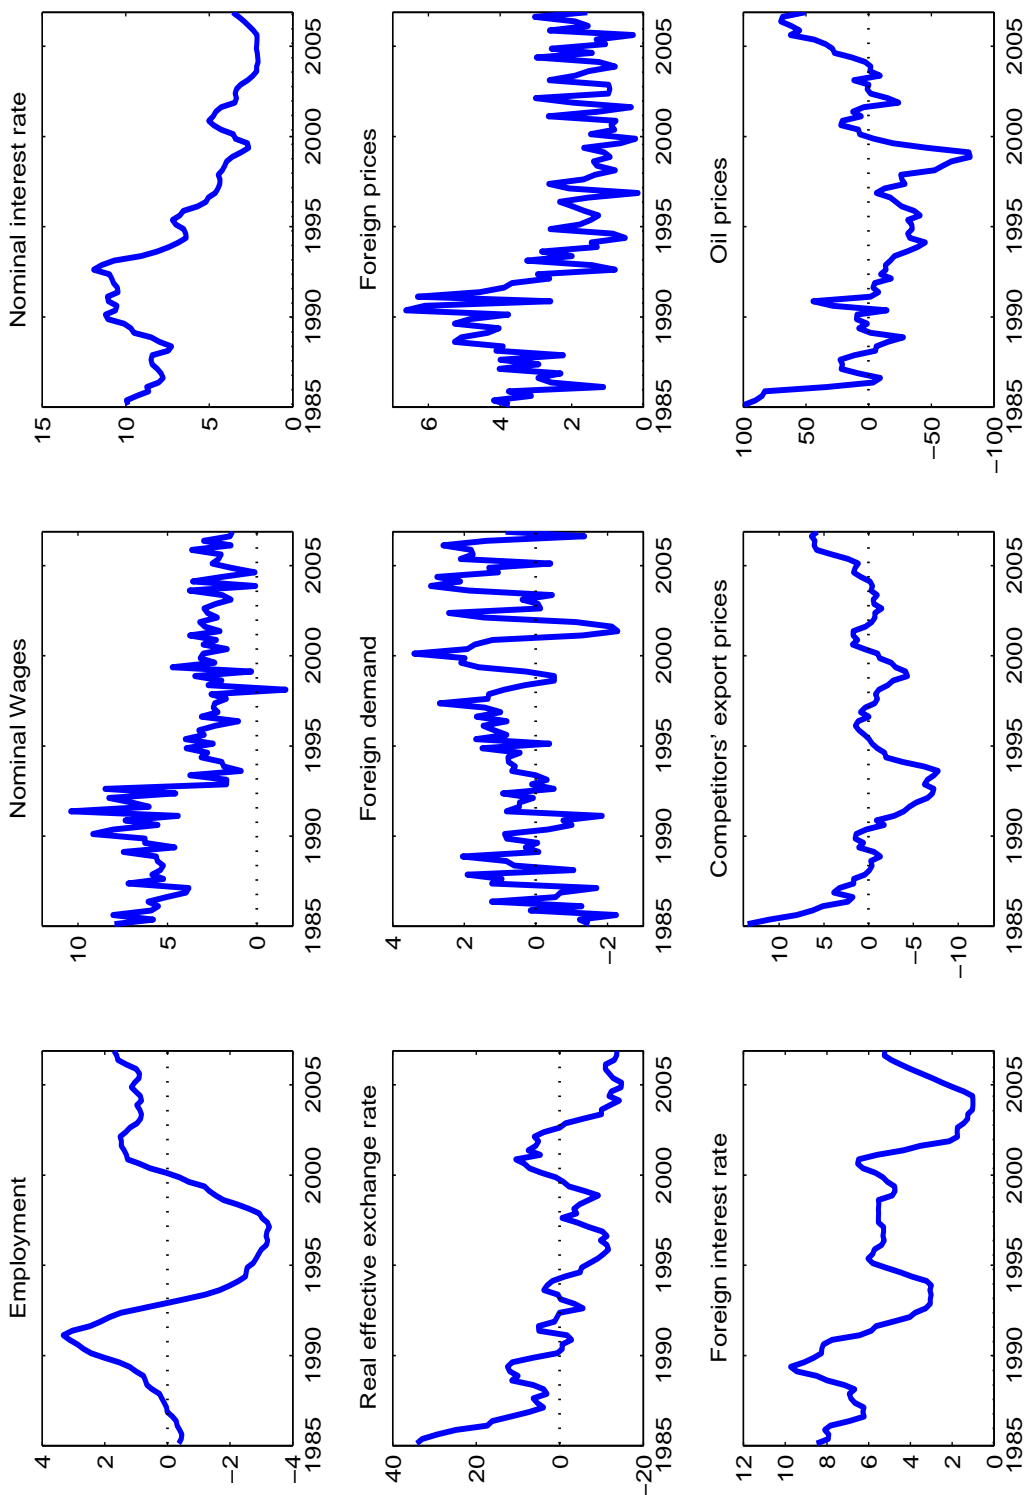 Employment
4
2
0
−2
−4
1985 1990 1995 2000 2005
Nominal Wages
10
5
0
1985 1990 1995 2000 2005
Nominal interest rate
15
10
5
0
1985 1990 1995 2000 2005
Real effective exchange rate
40
20
0
−20
1985 1990 1995 2000 2005
Foreign demand
4
2
0
−2
1985 1990 1995 2000 2005
Foreign prices
6
4
2
0
1985 1990 1995 2000 2005
Foreign interest rate
12
10
8
6
4
2
0
1985 1990 1995 2000 2005
Competitors' export prices
10
5
0
−5
−10
1985 1990 1995 2000 2005
Oil prices
100
50
0
−50
−100
1985 1990 1995 2000 2005